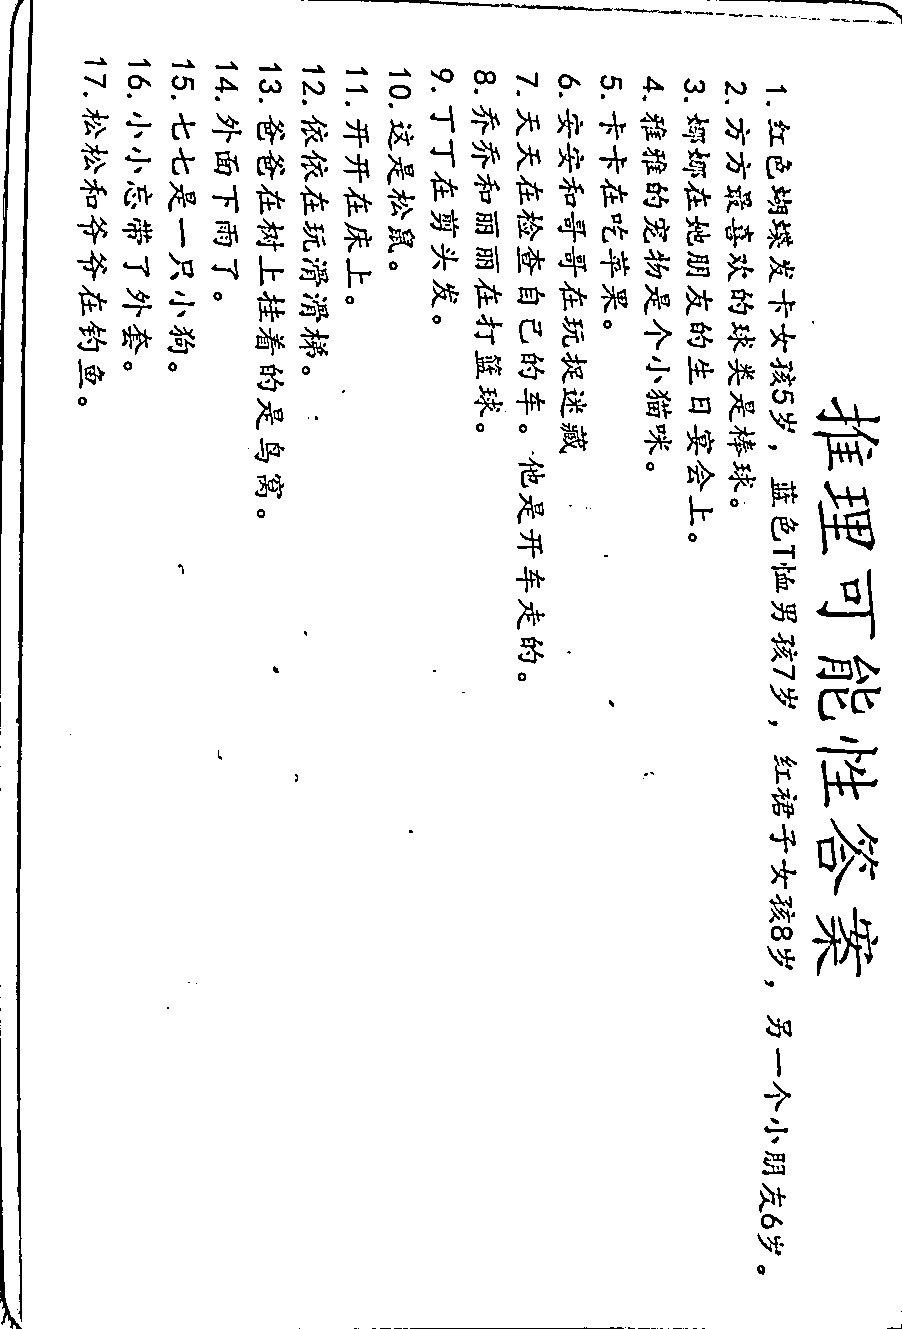 推理可能性答案
1.红色蝴蝶发卡女孩5岁，蓝色T恤男孩7岁，红裙子女孩8岁，另一个小朋友6岁。
2.方方最喜欢的球类是棒球。
3.娜娜在她朋友的生日宴会上。
4.雅雅的宠物是个小猫咪。
5.卡卡在吃苹果。
6.安安和哥哥在玩捉迷藏
7.天天在检查自己的车。他是开车走的。
8.乔乔和丽丽在打篮球。
9.丁丁在剪头发。
10.这是松鼠。
11.开开在床上。
12.依依在玩滑滑梯。
13.爸爸在树上挂着的是鸟窝。
14.外面下雨了。
15.七七是一只小狗。
16.小小忘带了外套。
17.松松和爷爷在钓鱼。